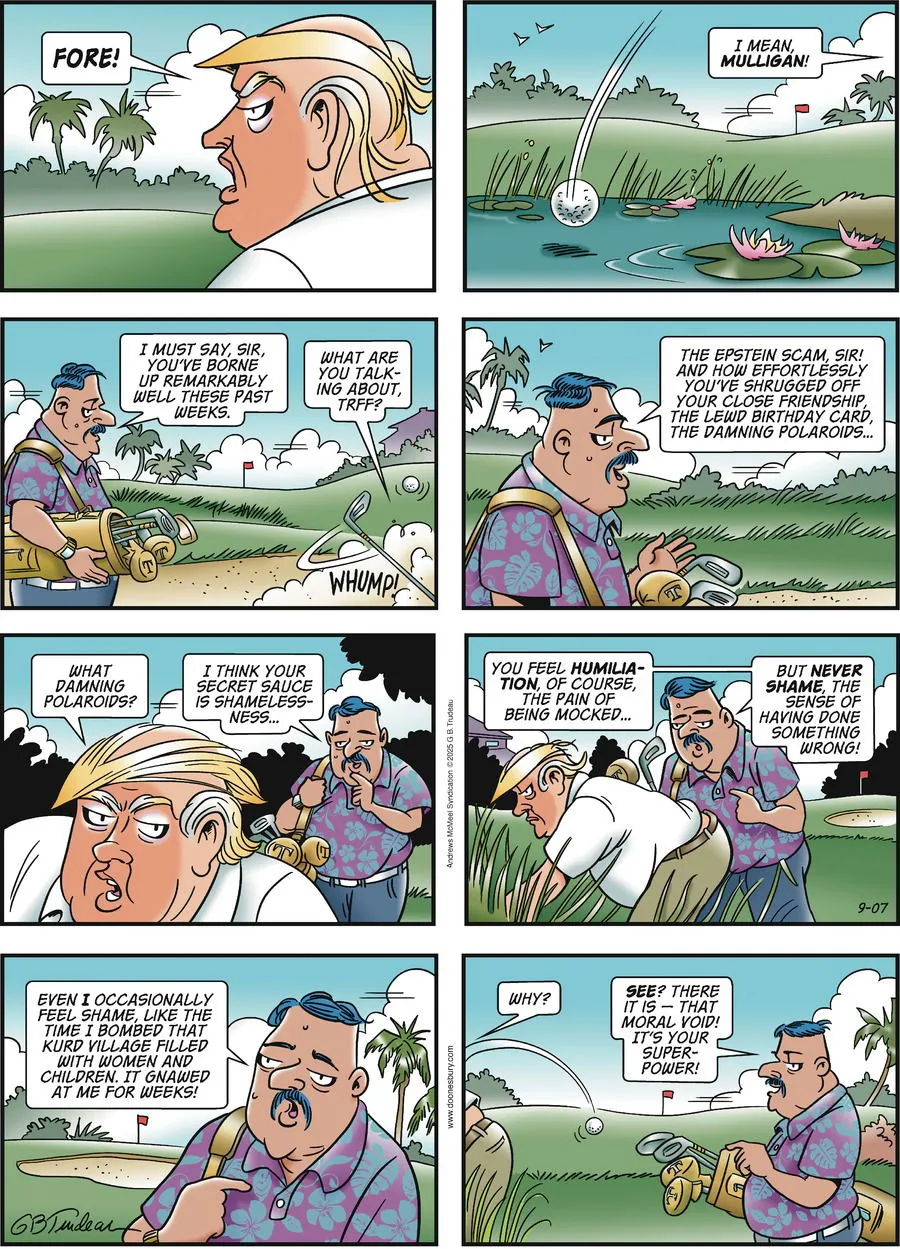 FORE!
I MEAN,
MULLIGAN!
I MUST SAY, SIR,
YOU'VE BORNE
UP REMARKABLY
WELL THESE PAST
WEEKS.
WHAT ARE
YOU TALK-
ING ABOUT,
TRFF?
WHUMP!
T
THE EPSTEIN SCAM, SIR!
AND HOW EFFORTLESSLY
YOU'VE SHRUGGED OFF
YOUR CLOSE FRIENDSHIP,
THE LEWD BIRTHDAY CARD,
THE DAMNING POLAROIDS...
T
WHAT
DAMNING
POLAROIDS?
I THINK YOUR
SECRET SAUCE
IS SHAMELESS-
NESS...
T
Andrews McMeel Syndication © 2025 G.B. Trudeau
YOU FEEL HUMILIA-
TION, OF COURSE,
THE PAIN OF
BEING MOCKED...
BUT NEVER
SHAME, THE
SENSE OF
HAVING DONE
SOMETHING
WRONG!
9-07
EVEN I OCCASIONALLY
FEEL SHAME, LIKE THE
TIME I BOMBED THAT
KURD VILLAGE FILLED
WITH WOMEN AND
CHILDREN. IT GNAWED
AT ME FOR WEEKS!
GB Trudeau
www.doonesbury.com
WHY?
SEE? THERE
IT IS – THAT
MORAL VOID!
IT'S YOUR
SUPER-
POWER!
T
T